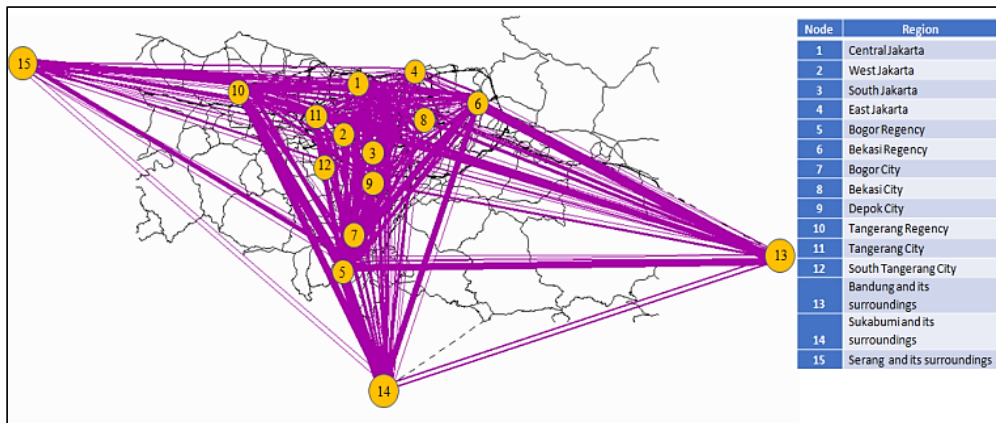 15
4
1
10
6
11
8
2
3
12
9
7
5
13
14
Node Region
1 Central Jakarta
2 West Jakarta
3 South Jakarta
4 East Jakarta
5 Bogor Regency
6 Bekasi Regency
7 Bogor City
8 Bekasi City
9 Depok City
10 Tangerang Regency
11 Tangerang City
12 South Tangerang City
13 Bandung and its
surroundings
14 Sukabumi and its
surroundings
15 Serang and its surroundings